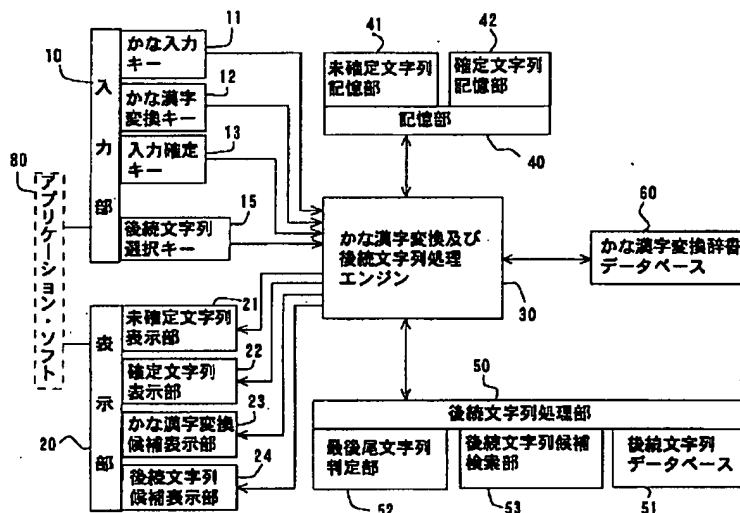 11
41
42
10
かな入力
キー
未確定文字列
記憶部
確定文字列
記憶部
12
入力部
かな漢字
変換キー
記憶部
13
40
80
入力確定
キー
15
60
アプリケーション・ソフト
後続文字列
選択キー
かな漢字変換及び
後続文字列処理
エンジン
かな漢字変換辞書
データベース
21
30
表示部
未確定文字列
表示部
22
確定文字列
表示部
50
23
後続文字列処理部
20
かな漢字変換
候補表示部
24
最後尾文字列
判定部
後続文字列候補
検索部
後続文字列
データベース
後続文字列
候補表示部
52
53
51